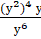 (y²)⁴ y
y⁶